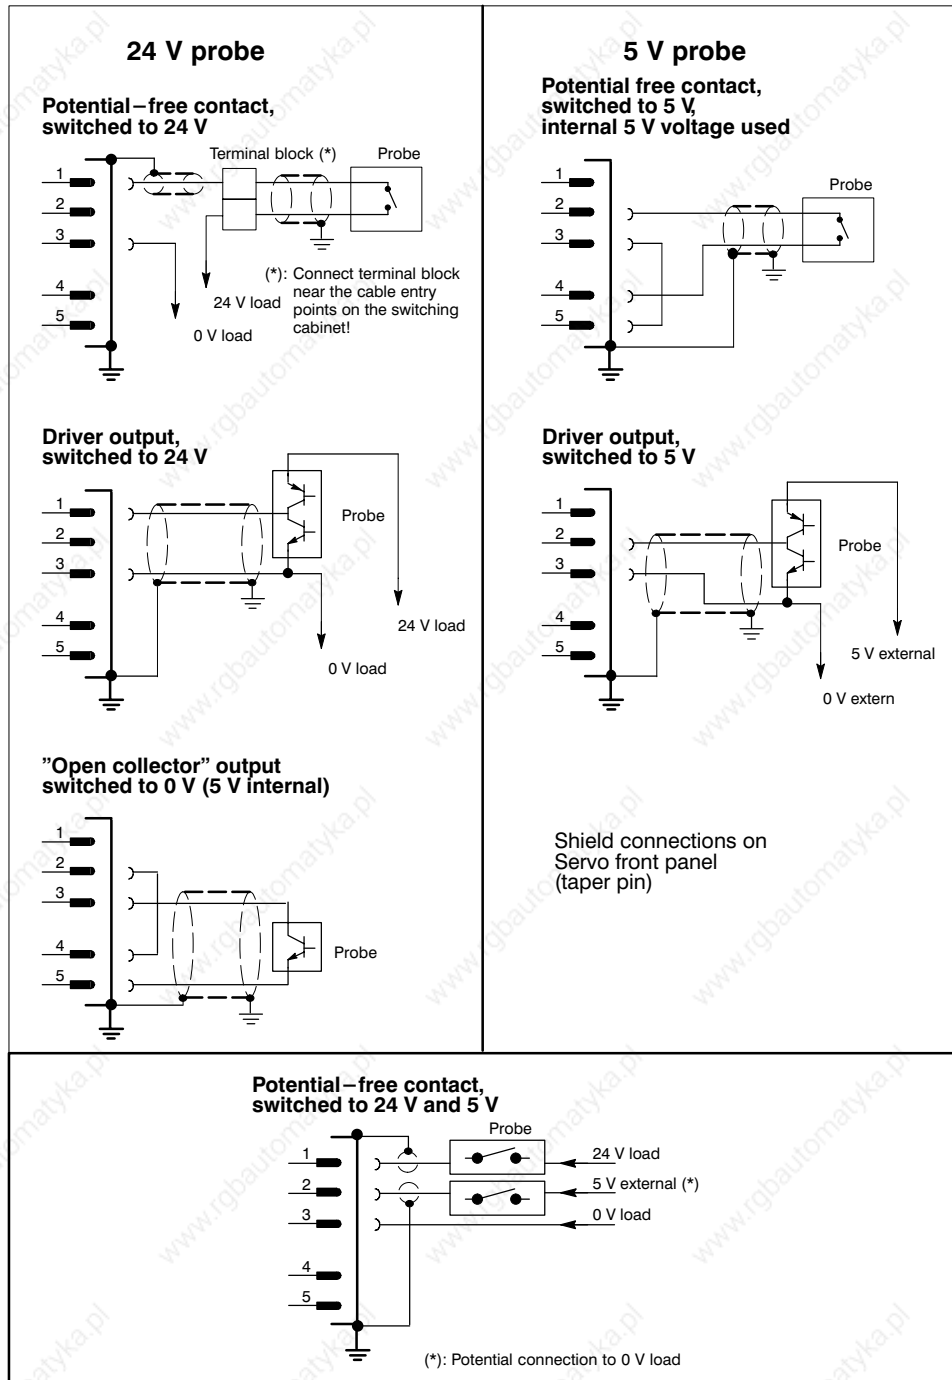 24 V probe
Potential–free contact,
switched to 24 V
Terminal block (*)
Probe
1
2
3
4
5
24 V load
0 V load
(*): Connect terminal block
near the cable entry
points on the switching
cabinet!
Driver output,
switched to 24 V
1
2
3
4
5
Probe
24 V load
0 V load
”Open collector” output
switched to 0 V (5 V internal)
1
2
3
4
5
Probe
5 V probe
Potential free contact,
switched to 5 V,
internal 5 V voltage used
Probe
1
2
3
4
5
Driver output,
switched to 5 V
1
2
3
4
5
Probe
5 V external
0 V extern
Shield connections on
Servo front panel
(taper pin)
Potential–free contact,
switched to 24 V and 5 V
Probe
1
2
3
4
5
24 V load
5 V external (*)
0 V load
(*): Potential connection to 0 V load
www.rgbautomatyka.pl